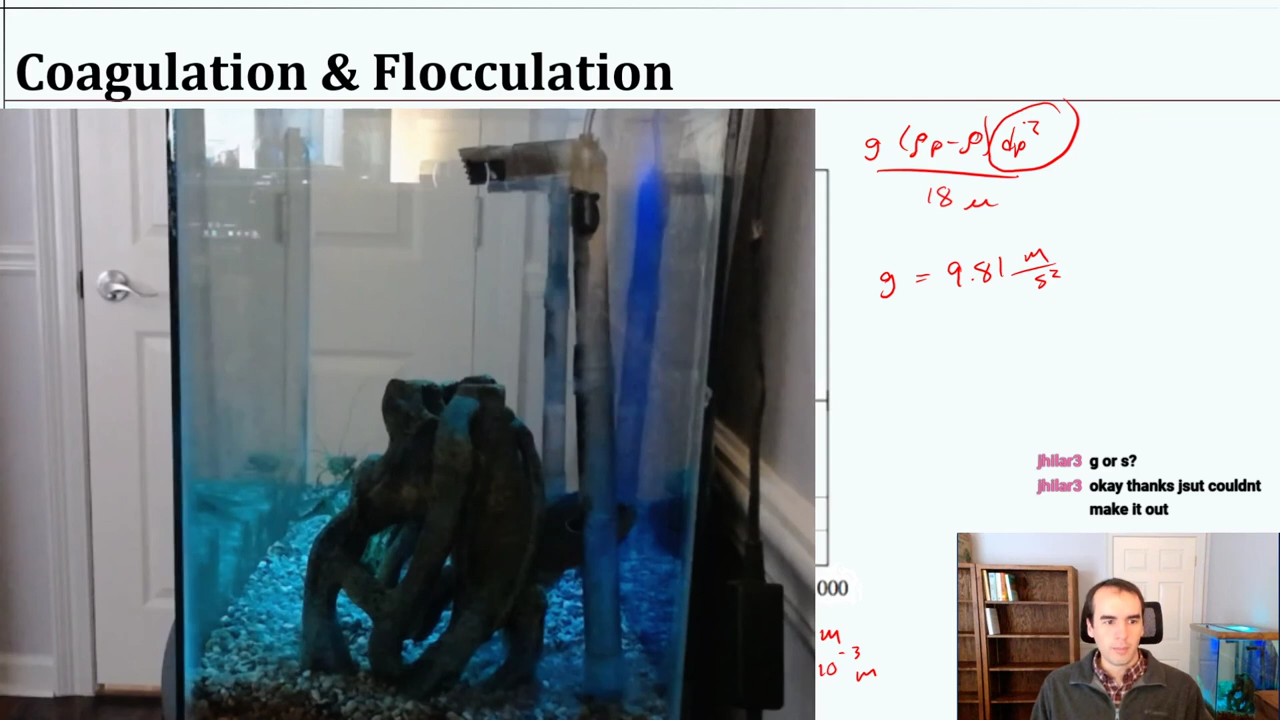 Coagulation & Flocculation
g (ρp-ρ) dp²
18 μ
g = 9.81 m/s²
jhilar3 g or s?
jhilar3 okay thanks jsut couldnt
make it out
000
m
10⁻³ m